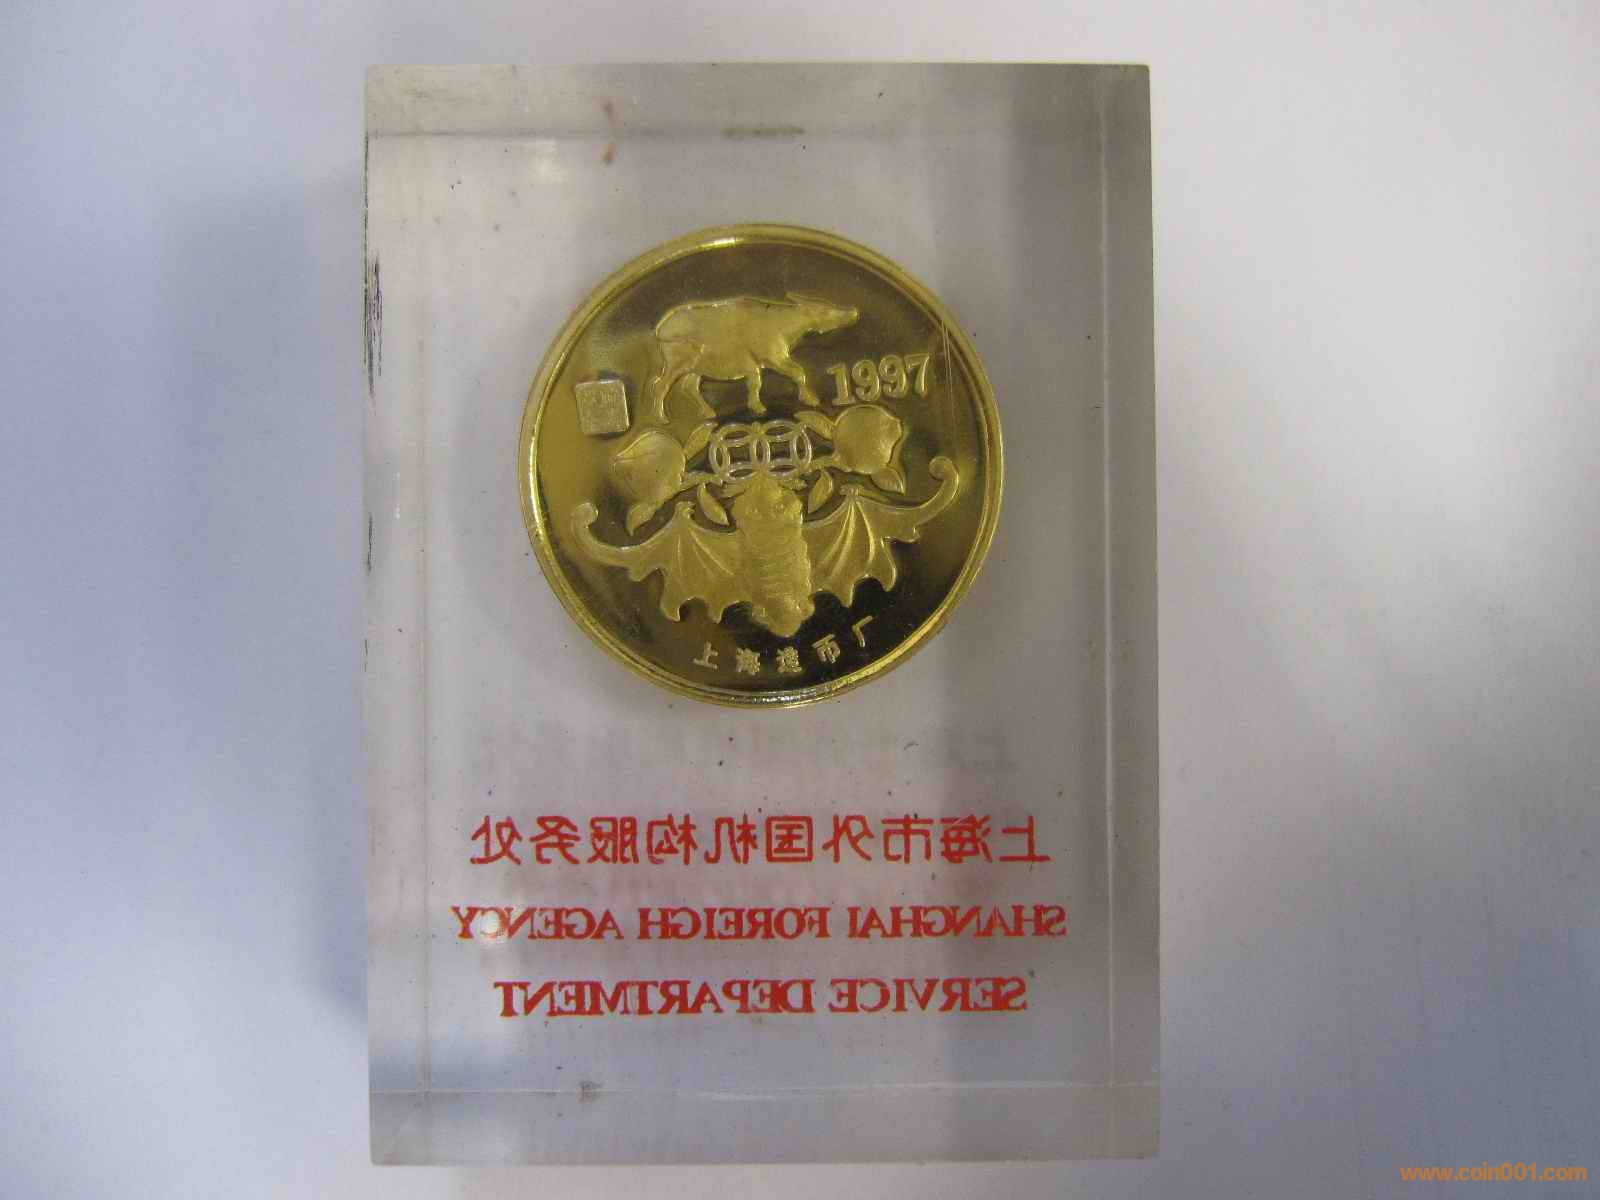 1997
上海造币厂
上海市外国机构服务处
SHANGHAI FOREIGH AGENCY
SERVICE DEPARTMENT
www.coin001.com